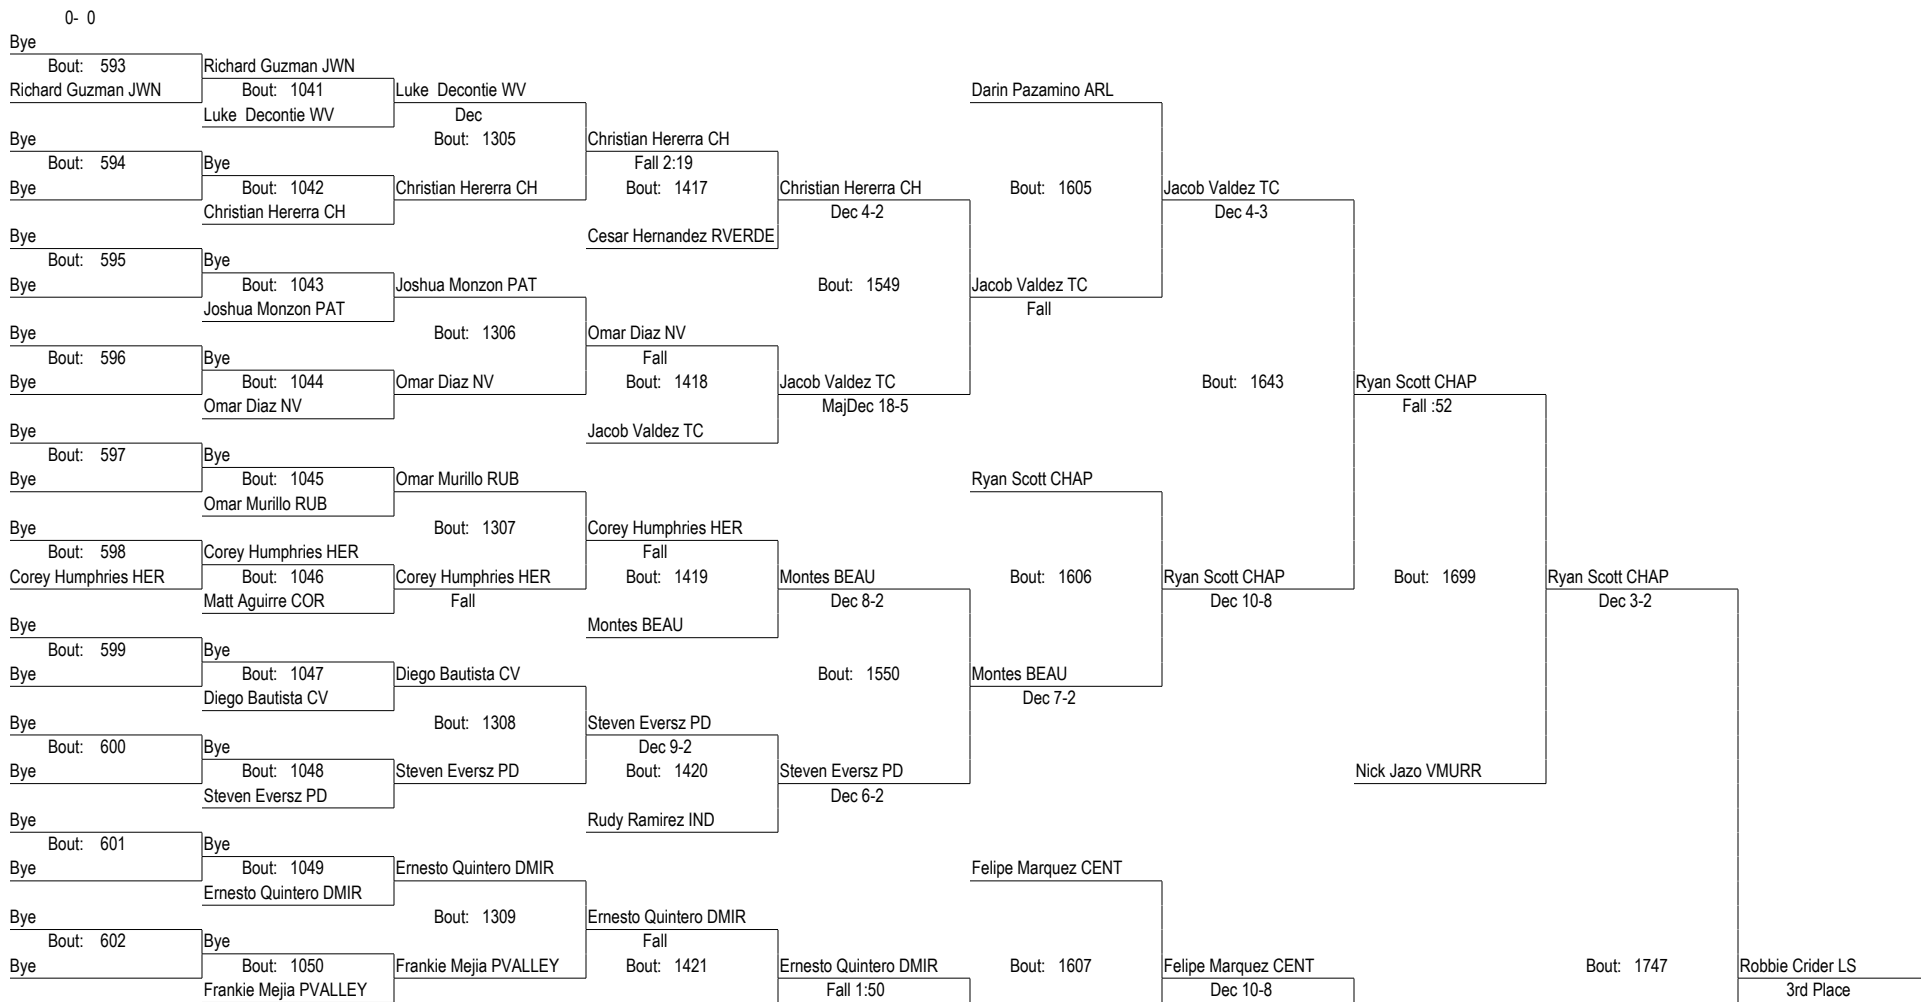 0- 0
Bye
Bout: 593 Richard Guzman JWN
Richard Guzman JWN Bout: 1041 Luke Decontie WV Darin Pazamino ARL
Luke Decontie WV Dec
Bye Bout: 1305 Christian Hererra CH
Bout: 594 Bye Fall 2:19
Bye Bout: 1042 Christian Hererra CH Bout: 1417 Christian Hererra CH Bout: 1605 Jacob Valdez TC
Christian Hererra CH Dec 4-2 Dec 4-3
Bye Cesar Hernandez RVERDE
Bout: 595 Bye
Bye Bout: 1043 Joshua Monzon PAT Bout: 1549 Jacob Valdez TC
Joshua Monzon PAT Fall
Bye Bout: 1306 Omar Diaz NV
Bout: 596 Bye Fall
Bye Bout: 1044 Omar Diaz NV Bout: 1418 Jacob Valdez TC Bout: 1643 Ryan Scott CHAP
Omar Diaz NV MajDec 18-5 Fall :52
Bye Jacob Valdez TC
Bout: 597 Bye
Bye Bout: 1045 Omar Murillo RUB Ryan Scott CHAP
Omar Murillo RUB
Bye Bout: 1307 Corey Humphries HER
Bout: 598 Corey Humphries HER Fall
Corey Humphries HER Bout: 1046 Corey Humphries HER Bout: 1419 Montes BEAU Bout: 1606 Ryan Scott CHAP Bout: 1699 Ryan Scott CHAP
Matt Aguirre COR Fall Dec 8-2 Dec 10-8 Dec 3-2
Bye Montes BEAU
Bout: 599 Bye
Bye Bout: 1047 Diego Bautista CV Bout: 1550 Montes BEAU
Diego Bautista CV Dec 7-2
Bye Bout: 1308 Steven Eversz PD
Bout: 600 Bye Dec 9-2
Bye Bout: 1048 Steven Eversz PD Bout: 1420 Steven Eversz PD Nick Jazo VMURR
Steven Eversz PD Dec 6-2
Bye Rudy Ramirez IND
Bout: 601 Bye
Bye Bout: 1049 Ernesto Quintero DMIR Felipe Marquez CENT
Ernesto Quintero DMIR
Bye Bout: 1309 Ernesto Quintero DMIR
Bout: 602 Bye Fall
Bye Bout: 1050 Frankie Mejia PVALLEY Bout: 1421 Ernesto Quintero DMIR Bout: 1607 Felipe Marquez CENT Bout: 1747 Robbie Crider LS
Frankie Mejia PVALLEY Fall 1:50 Dec 10-8 3rd Place